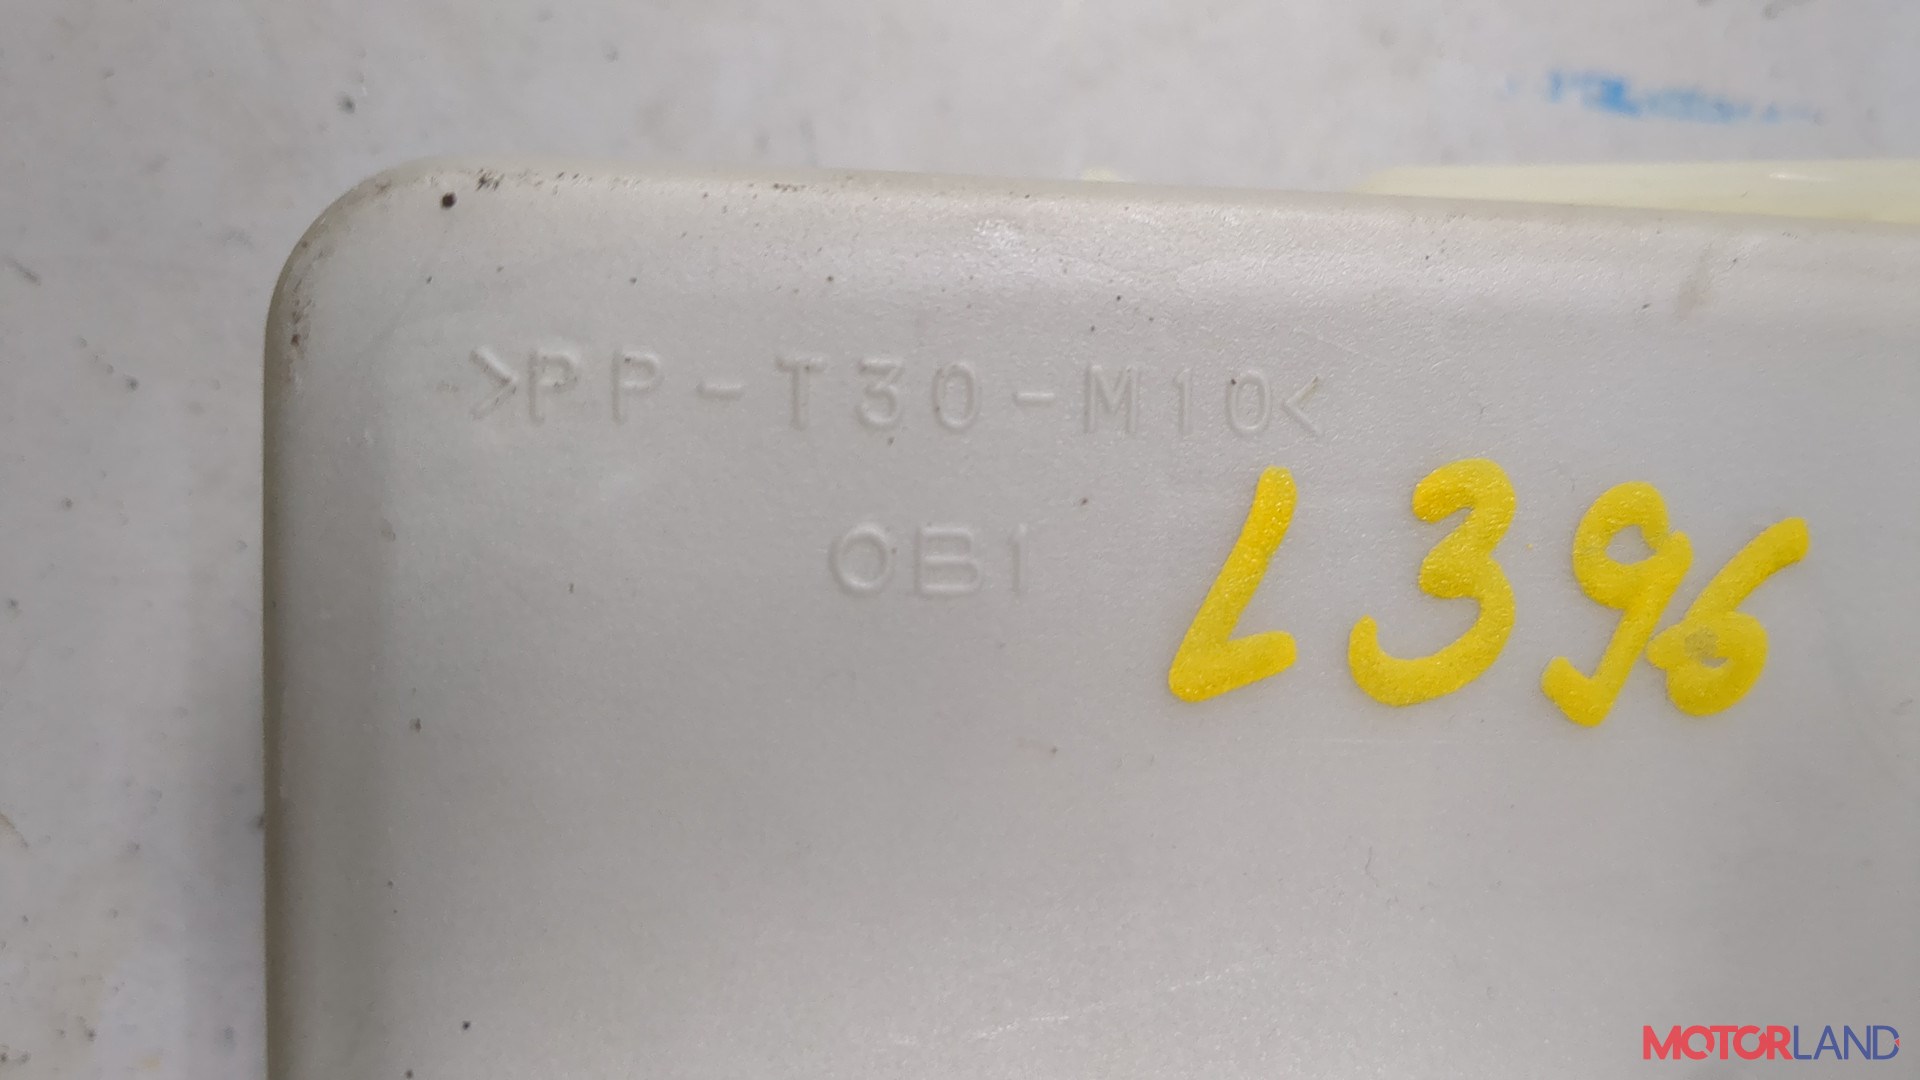 >PP-T30-M10<
OB1
L396
MOTORLAND